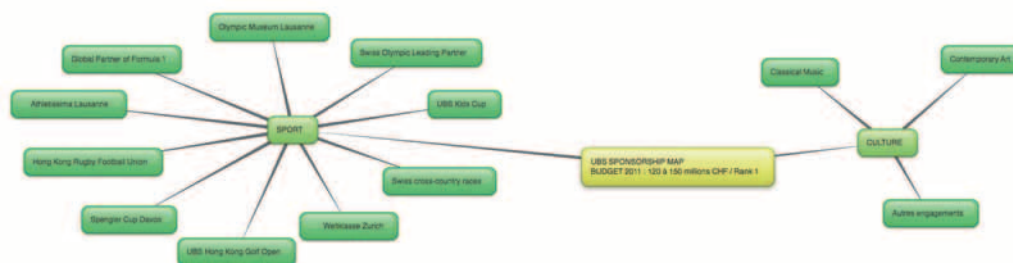 Olympic Museum Lausanne
Swiss Olympic Leading Partner
Global Partner of Formula 1
UBS Kids Cup
Athletissima Lausanne
SPORT
Hong Kong Rugby Football Union
Swiss cross-country races
Spengler Cup Davos
Weltklasse Zurich
UBS Hong Kong Golf Open
UBS SPONSORSHIP MAP
BUDGET 2011 : 120 à 150 millions CHF / Rank 1
Classical Music
Contemporary Art
CULTURE
Autres engagements